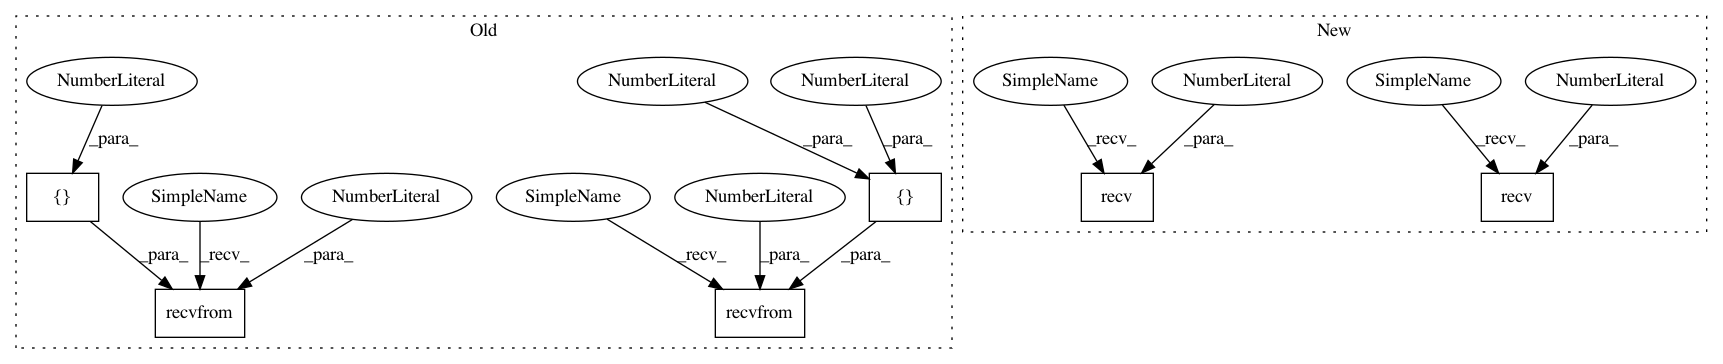 Old
New
NumberLiteral
NumberLiteral
NumberLiteral
SimpleName
NumberLiteral
SimpleName
NumberLiteral
_para_
_para_
_para_
_recv_
_para_
_recv_
_para_
{}
SimpleName
NumberLiteral
SimpleName
NumberLiteral
{}
recv
recv
_para_
_recv_
_para_
_recv_
_para_
_para_
recvfrom
recvfrom